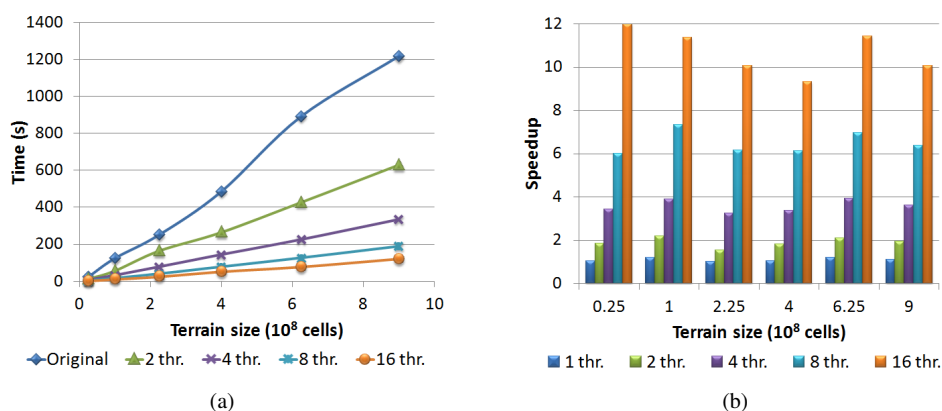 1400
1200
1000
800
600
400
200
0
Time (s)
0 2 4 6 8 10
Terrain size (10⁸ cells)
Original 2 thr. 4 thr. 8 thr. 16 thr.
(a)
12
10
8
6
4
2
0
Speedup
0.25 1 2.25 4 6.25 9
Terrain size (10⁸ cells)
1 thr. 2 thr. 4 thr. 8 thr. 16 thr.
(b)